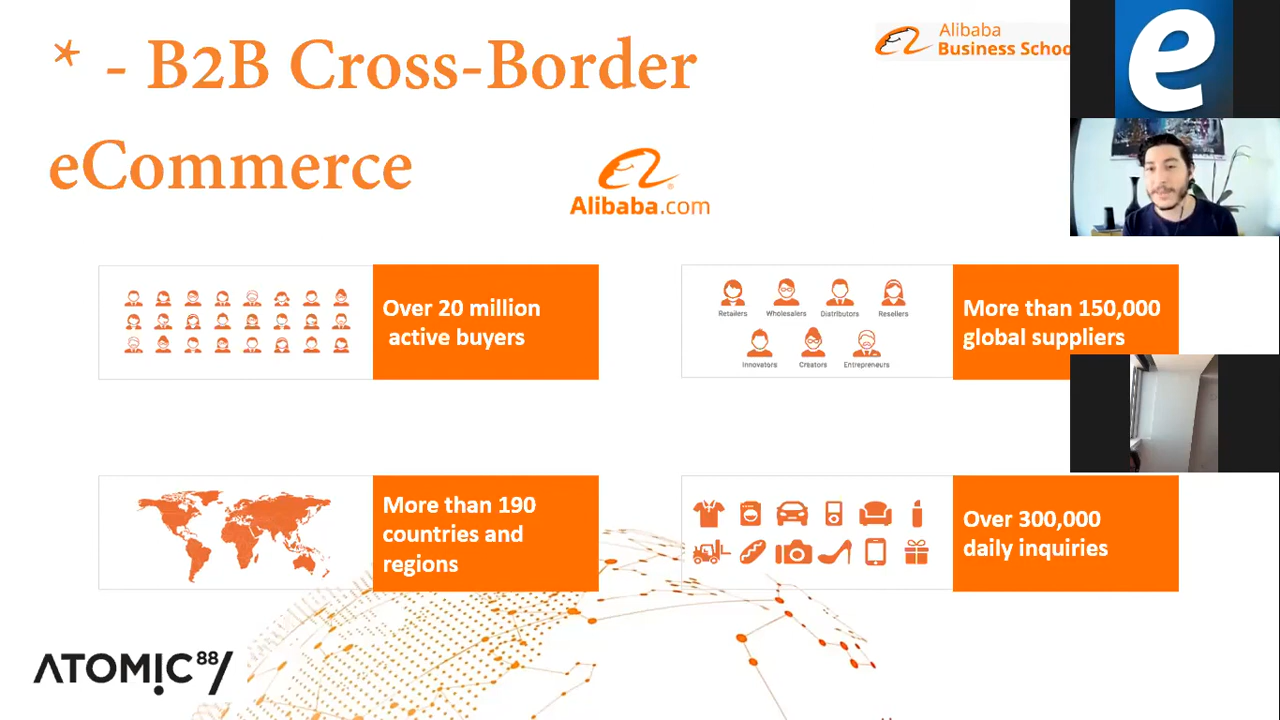 * - B2B Cross-Border
eCommerce
Alibaba
Business Schoo
Alibaba.com
Over 20 million
active buyers
Retailers Wholesalers Distributors Resellers
Innovators Creators Entrepreneurs
More than 150,000
global suppliers
More than 190
countries and
regions
Over 300,000
daily inquiries
ATOMIC 88/
e